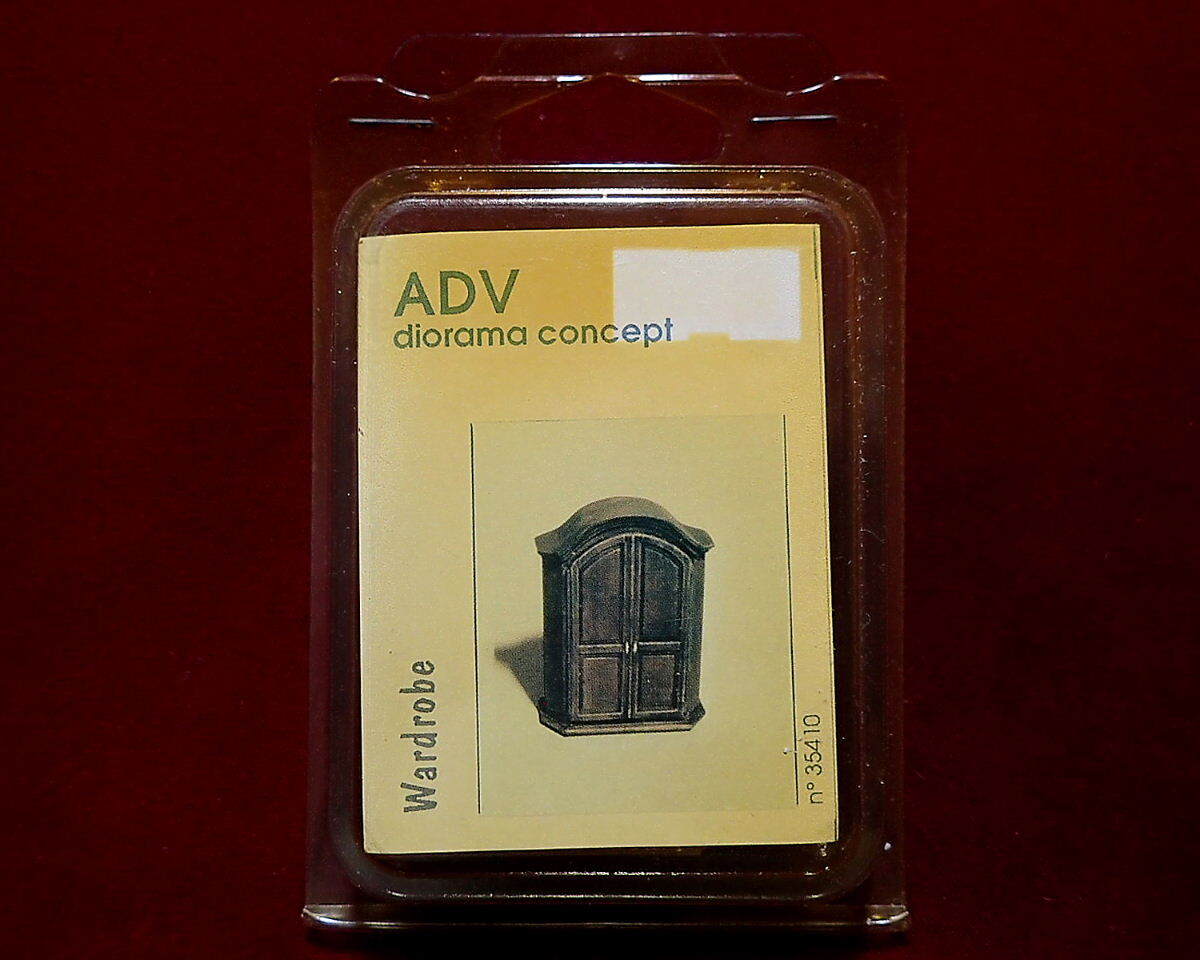 ADV
diorama concept
Wardrobe
n° 35410